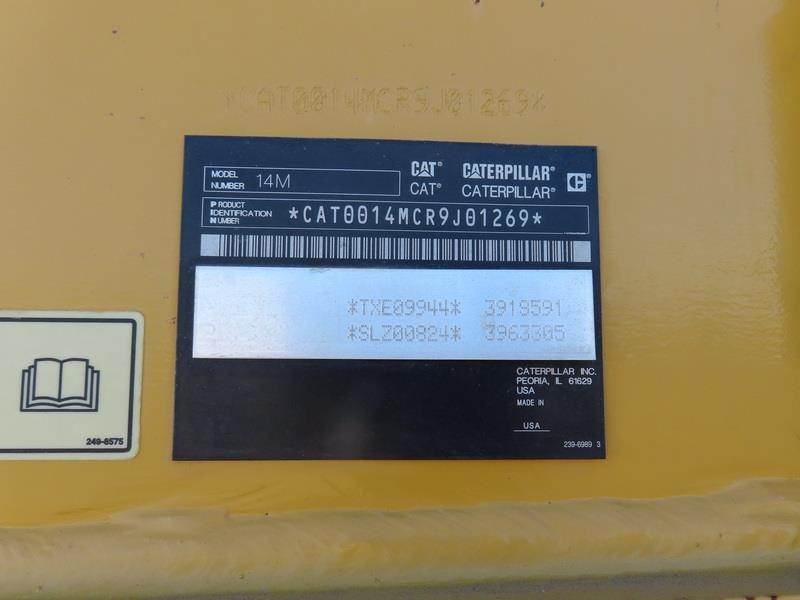 *CAT0014MCR9J01269*
MODEL NUMBER 14M
CAT® CATERPILLAR®
CAT® CATERPILLAR®
PRODUCT IDENTIFICATION NUMBER *CAT0014MCR9J01269*
*TXE09944* 3919591
*SLZ00824* 3963305
CATERPILLAR INC.
PEORIA, IL 61629
USA
MADE IN
USA
239-6989 3
249-8575